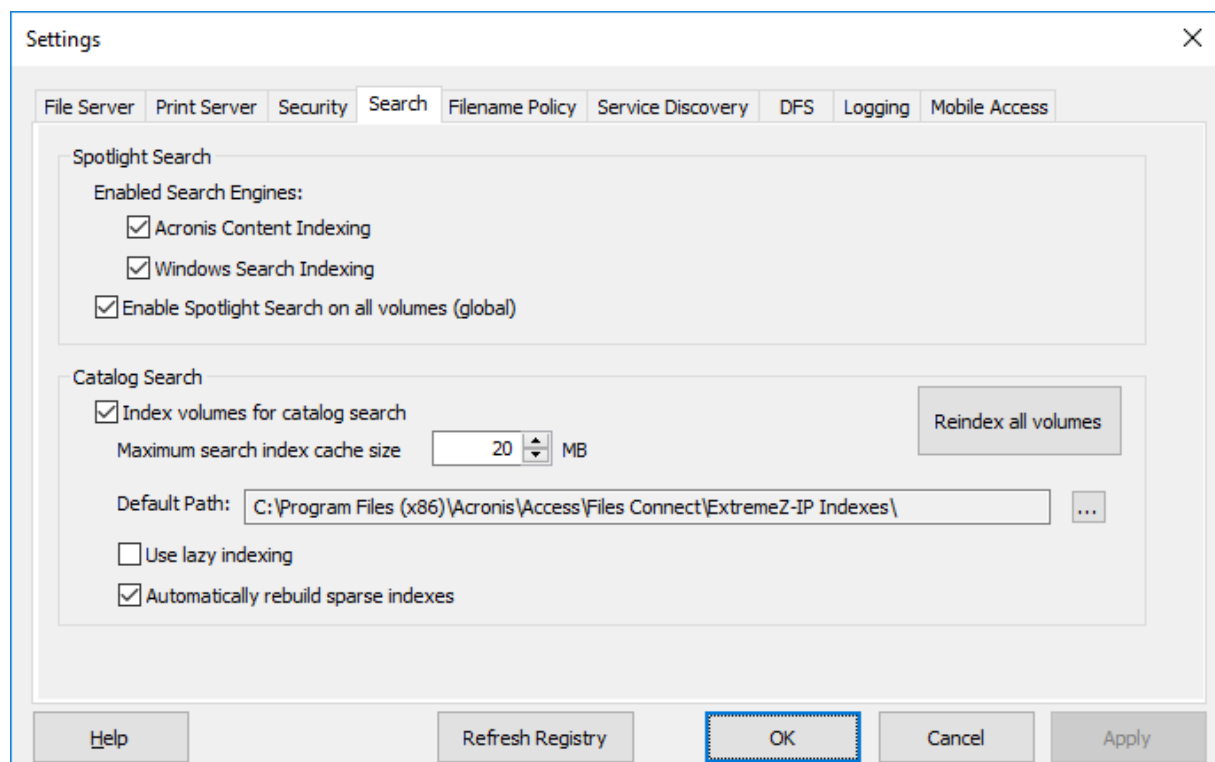 Settings
File Server Print Server Security Search Filename Policy Service Discovery DFS Logging Mobile Access
Spotlight Search
Enabled Search Engines:
Acronis Content Indexing
Windows Search Indexing
Enable Spotlight Search on all volumes (global)
Catalog Search
Index volumes for catalog search
Reindex all volumes
Maximum search index cache size 20 MB
Default Path: C:\Program Files (x86)\Acronis\Access\Files Connect\ExtremeZ-IP Indexes\ ...
Use lazy indexing
Automatically rebuild sparse indexes
Help Refresh Registry OK Cancel Apply